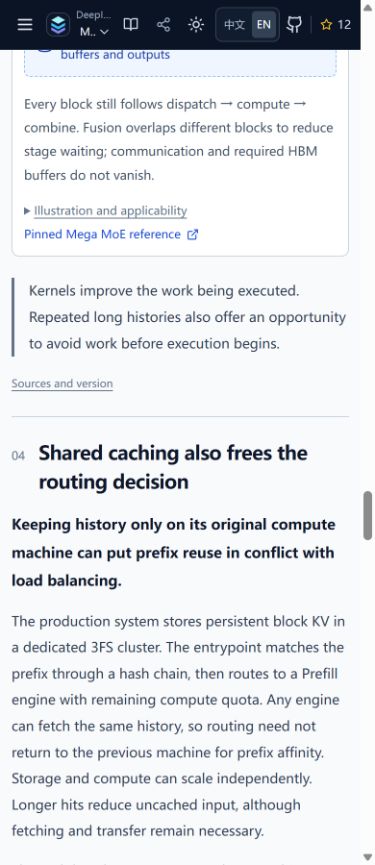 Deepl...
M..
中文
EN
12
buffers and outputs
Every block still follows dispatch → compute →
combine. Fusion overlaps different blocks to reduce
stage waiting; communication and required HBM
buffers do not vanish.
Illustration and applicability
Pinned Mega MoE reference
Kernels improve the work being executed.
Repeated long histories also offer an opportunity
to avoid work before execution begins.
Sources and version
04 Shared caching also frees the
routing decision
Keeping history only on its original compute
machine can put prefix reuse in conflict with
load balancing.
The production system stores persistent block KV in
a dedicated 3FS cluster. The entrypoint matches the
prefix through a hash chain, then routes to a Prefill
engine with remaining compute quota. Any engine
can fetch the same history, so routing need not
return to the previous machine for prefix affinity.
Storage and compute can scale independently.
Longer hits reduce uncached input, although
fetching and transfer remain necessary.